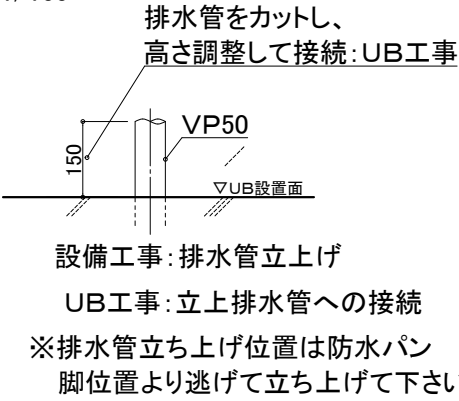 排水管をカットし、
高さ調整して接続：ＵＢ工事
VP50
150
▽UB設置面
設備工事：排水管立上げ
ＵＢ工事：立上排水管への接続
※排水管立ち上げ位置は防水パン
脚位置より逃げて立ち上げて下さい